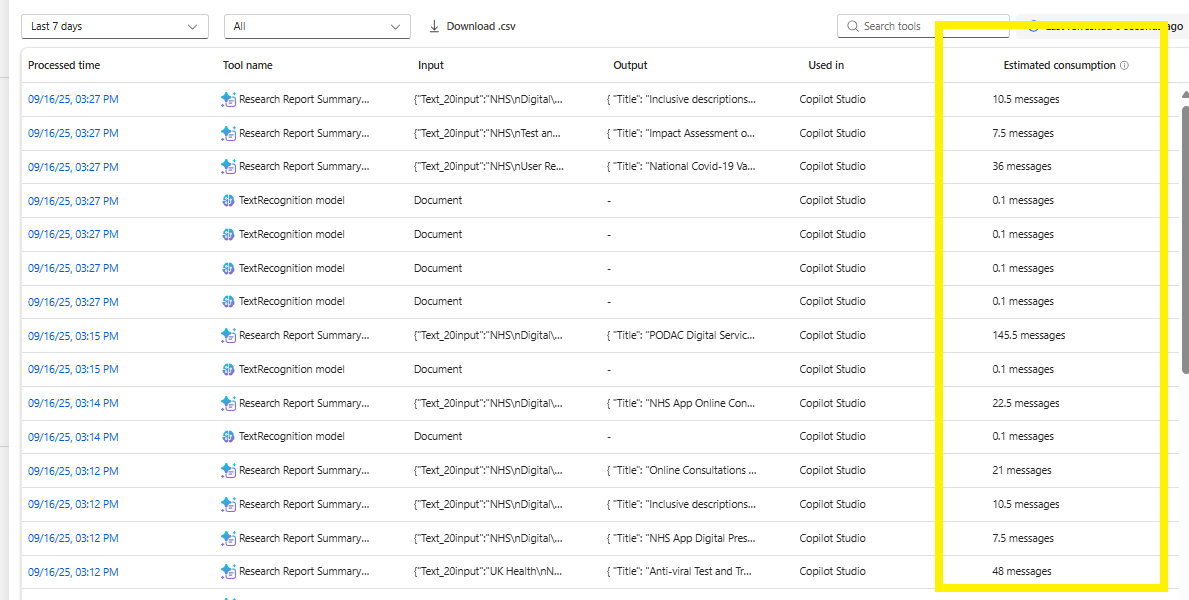 Last 7 days All Download .csv Search tools ago
Processed time Tool name Input Output Used in Estimated consumption
09/16/25, 03:27 PM Research Report Summary... {"Text_20input":"NHS\nDigital\... { "Title": "Inclusive descriptions... Copilot Studio 10.5 messages
09/16/25, 03:27 PM Research Report Summary... {"Text_20input":"NHS\nTest an... { "Title": "Impact Assessment o... Copilot Studio 7.5 messages
09/16/25, 03:27 PM Research Report Summary... {"Text_20input":"NHS\nUser Re... { "Title": "National Covid-19 Va... Copilot Studio 36 messages
09/16/25, 03:27 PM TextRecognition model Document - Copilot Studio 0.1 messages
09/16/25, 03:27 PM TextRecognition model Document - Copilot Studio 0.1 messages
09/16/25, 03:27 PM TextRecognition model Document - Copilot Studio 0.1 messages
09/16/25, 03:27 PM TextRecognition model Document - Copilot Studio 0.1 messages
09/16/25, 03:15 PM Research Report Summary... {"Text_20input":"NHS\nDigital\... { "Title": "PODAC Digital Servic... Copilot Studio 145.5 messages
09/16/25, 03:15 PM TextRecognition model Document - Copilot Studio 0.1 messages
09/16/25, 03:14 PM Research Report Summary... {"Text_20input":"NHS\nDigital\... { "Title": "NHS App Online Con... Copilot Studio 22.5 messages
09/16/25, 03:14 PM TextRecognition model Document - Copilot Studio 0.1 messages
09/16/25, 03:12 PM Research Report Summary... {"Text_20input":"NHS\nDigital\... { "Title": "Online Consultations ... Copilot Studio 21 messages
09/16/25, 03:12 PM Research Report Summary... {"Text_20input":"NHS\nDigital\... { "Title": "Inclusive descriptions... Copilot Studio 10.5 messages
09/16/25, 03:12 PM Research Report Summary... {"Text_20input":"NHS\nDigital\... { "Title": "NHS App Digital Pres... Copilot Studio 7.5 messages
09/16/25, 03:12 PM Research Report Summary... {"Text_20input":"UK Health\nN... { "Title": "Anti-viral Test and Tr... Copilot Studio 48 messages